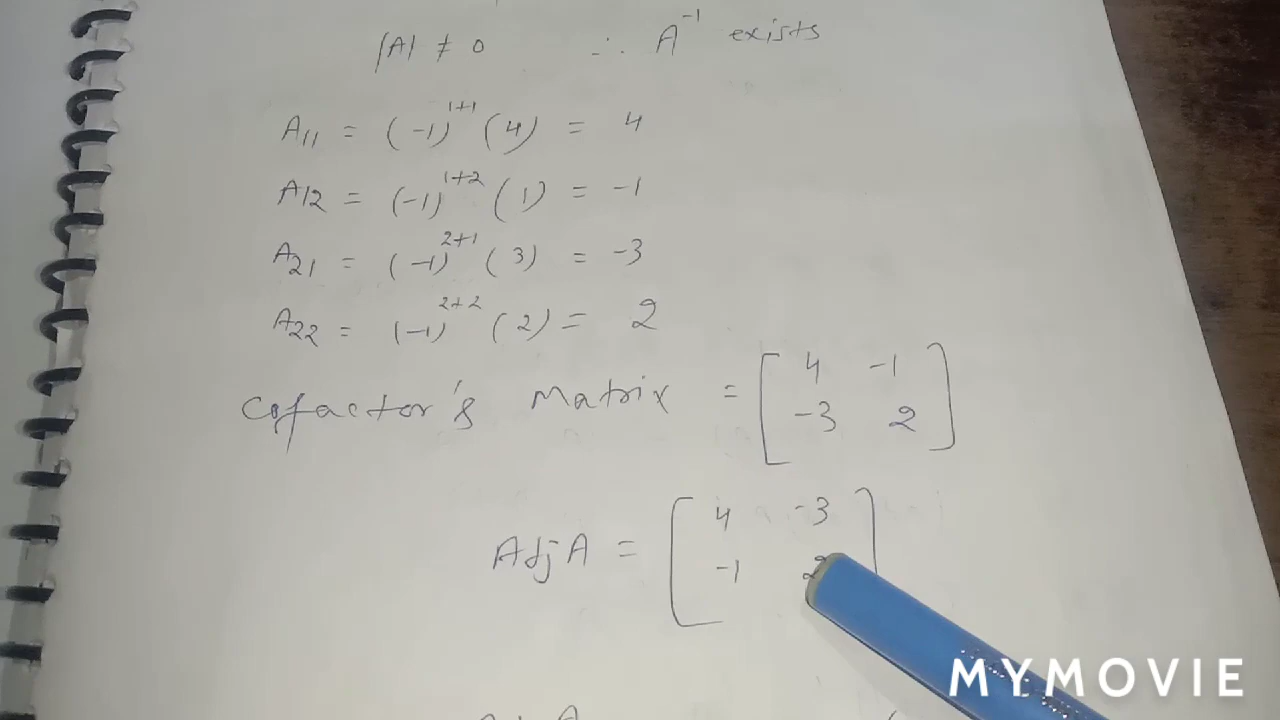 |A| ≠ 0 ∴ A⁻¹ exists
A11 = (-1)^1+1 (4) = 4
A12 = (-1)^1+2 (1) = -1
A21 = (-1)^2+1 (3) = -3
A22 = (-1)^2+2 (2) = 2
Cofactor's Matrix = [ 4 -1
-3 2 ]
Adj A = [ 4 -3
-1 2 ]
MYMOVIE